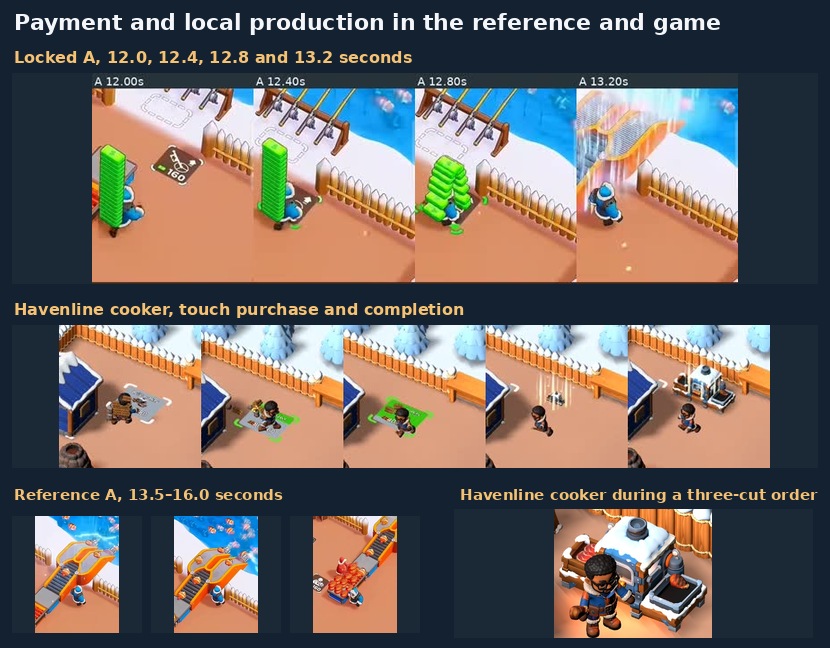 Payment and local production in the reference and game
Locked A, 12.0, 12.4, 12.8 and 13.2 seconds
A 12.00s
A 12.40s
A 12.80s
A 13.20s
160
Havenline cooker, touch purchase and completion
Reference A, 13.5–16.0 seconds
Havenline cooker during a three-cut order